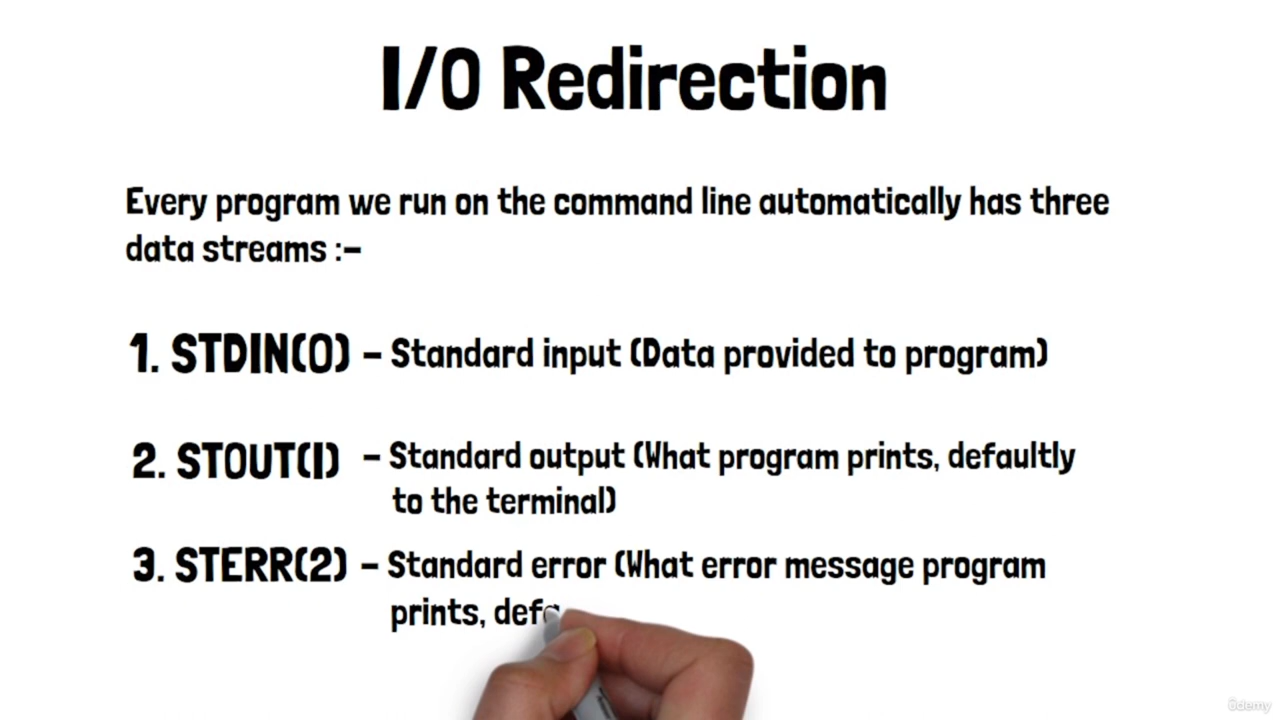 I/O Redirection
Every program we run on the command line automatically has three
data streams :-
1. STDIN(0) - Standard input (Data provided to program)
2. STOUT(1) - Standard output (What program prints, defaultly
to the terminal)
3. STERR(2) - Standard error (What error message program
prints, defa
ûdemy